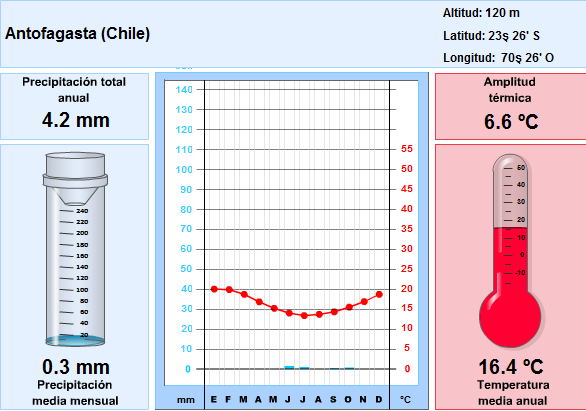 Antofagasta (Chile)
Altitud: 120 m
Latitud: 23ş 26' S
Longitud: 70ş 26' O
Precipitación total
anual
4.2 mm
240
220
200
180
160
140
120
100
80
60
40
20
0.3 mm
Precipitación
media mensual
140
130
120
110
100
90
80
70
60
50
40
30
20
10
0
55
50
45
40
35
30
25
20
15
10
5
0
mm E F M A M J J A S O N D °C
Amplitud
térmica
6.6 ºC
60
50
40
30
20
10
0
-10
16.4 ºC
Temperatura
media anual